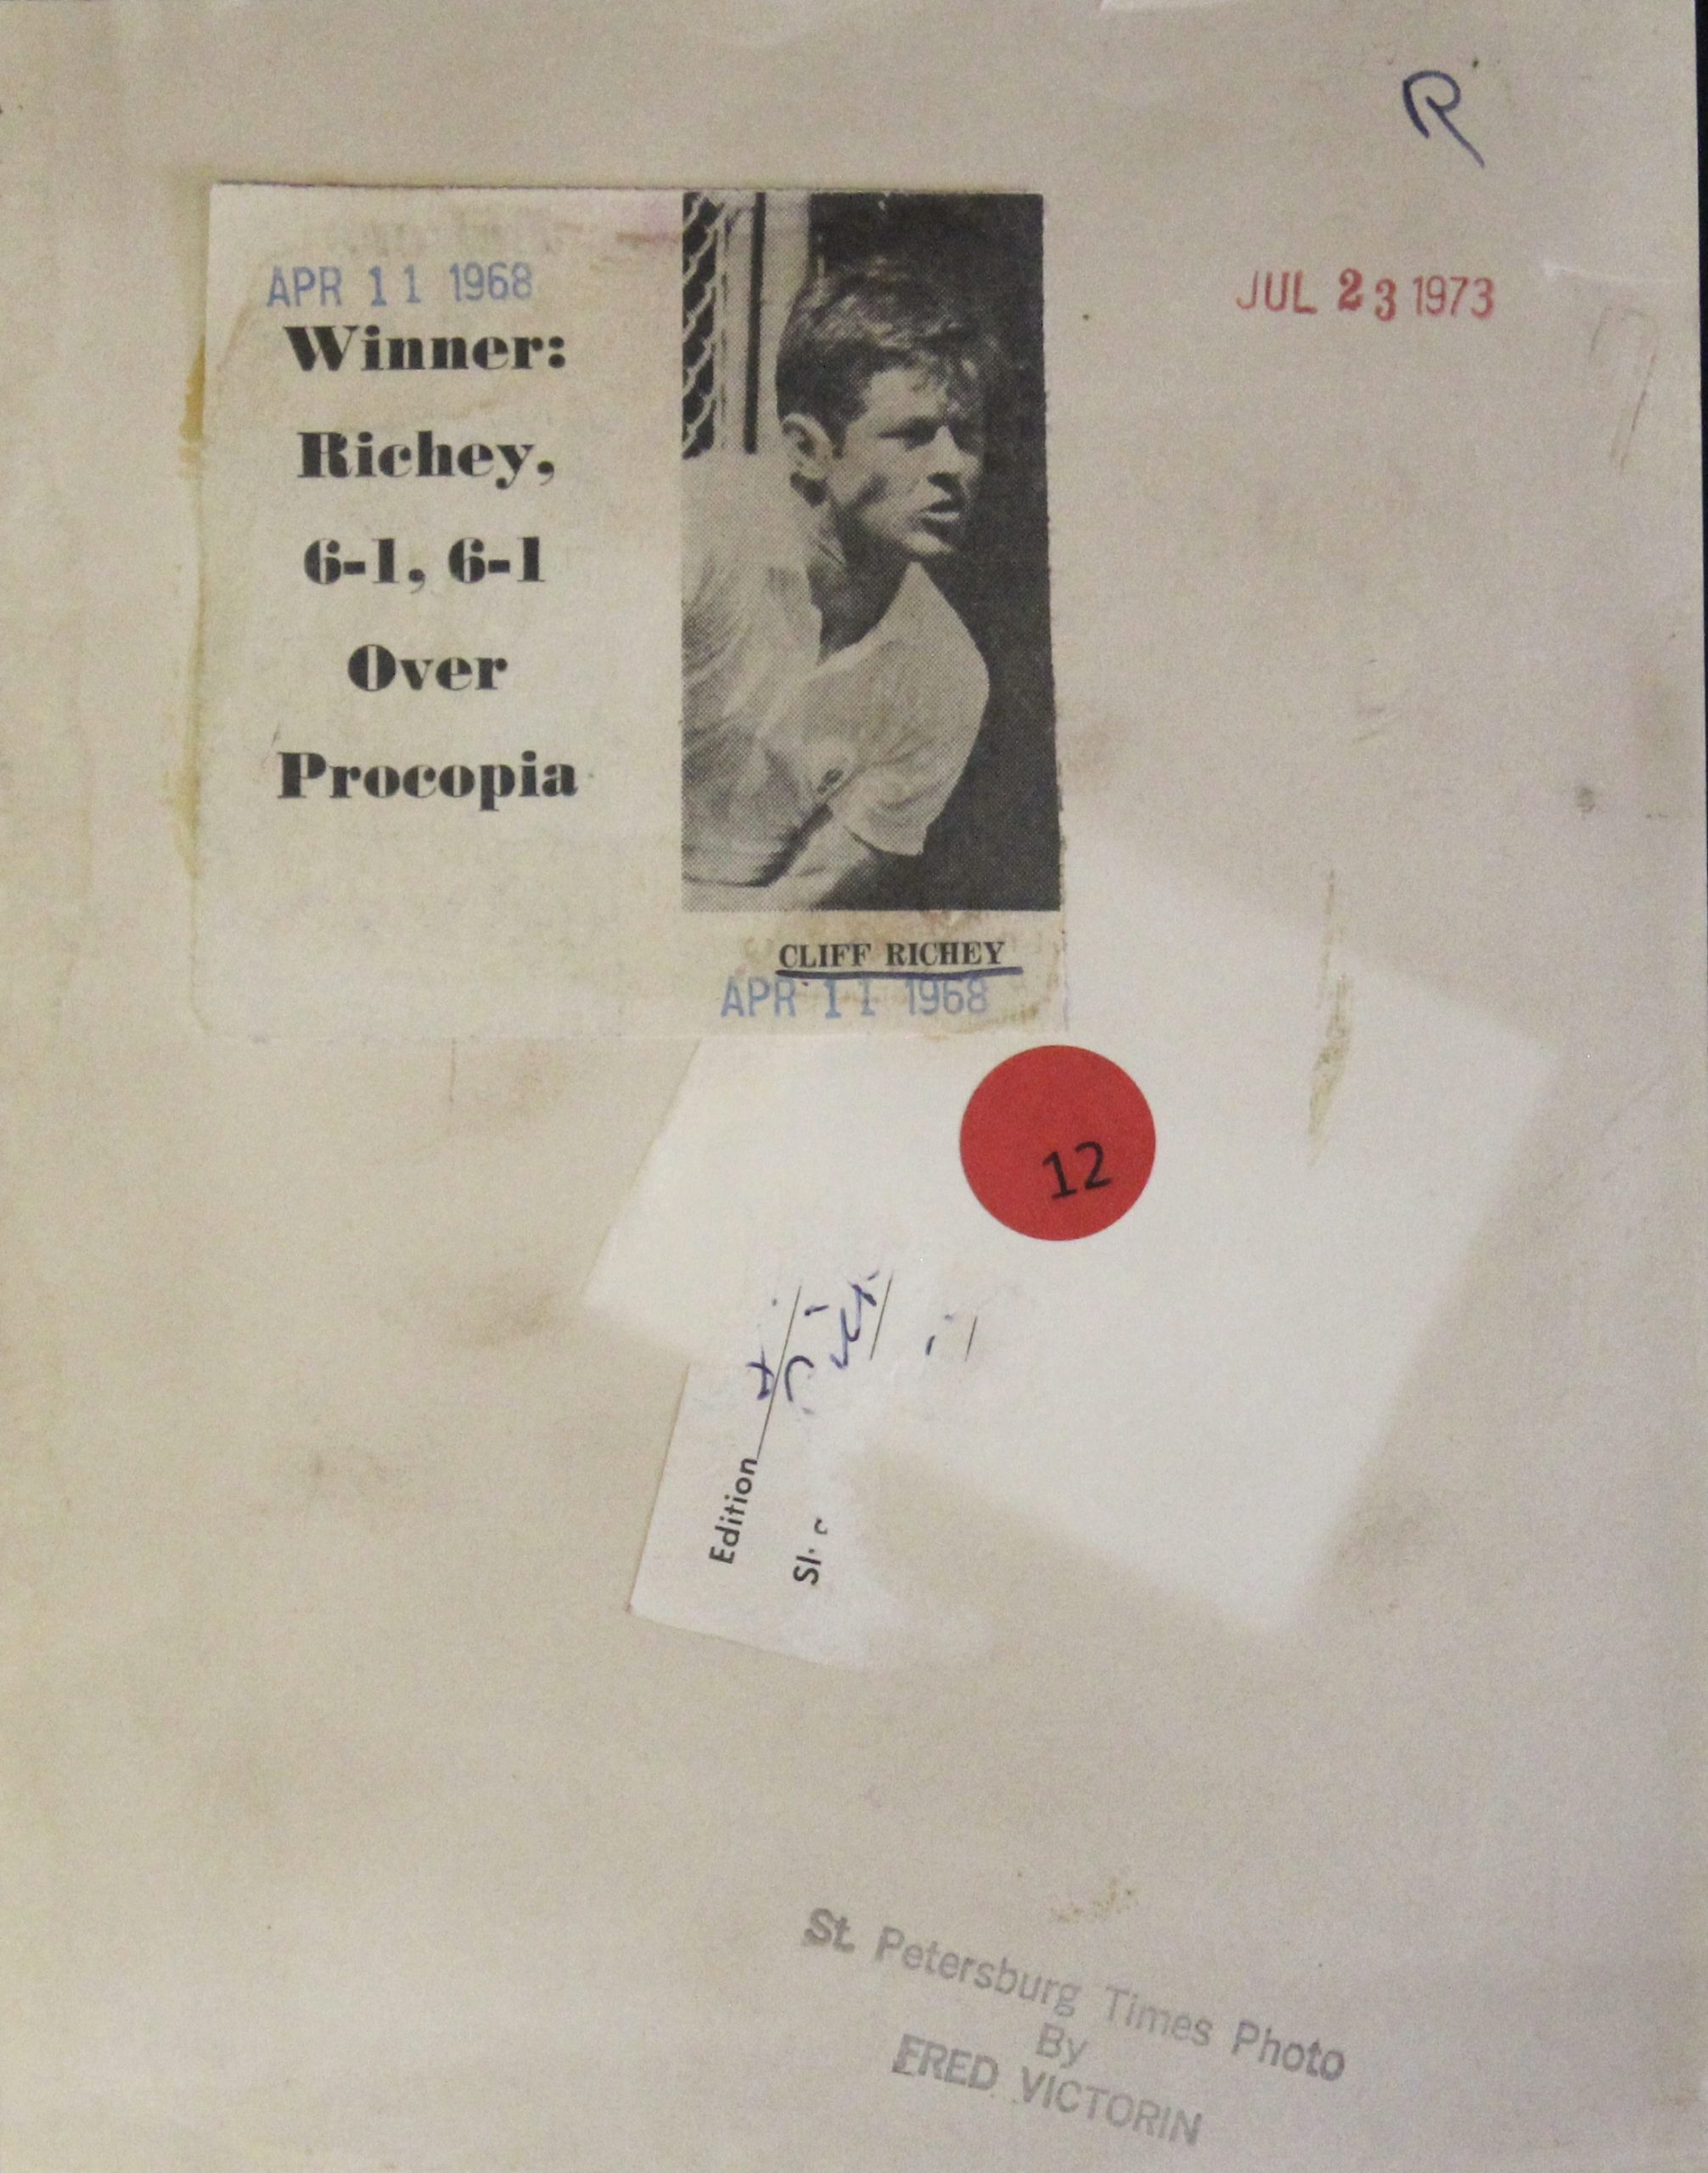 R
APR 11 1968
JUL 23 1973
Winner:
Richey,
6-1, 6-1
Over
Procopia
CLIFF RICHEY
APR 11 1968
12
Edition
St. Petersburg Times Photo
By
FRED VICTORIN